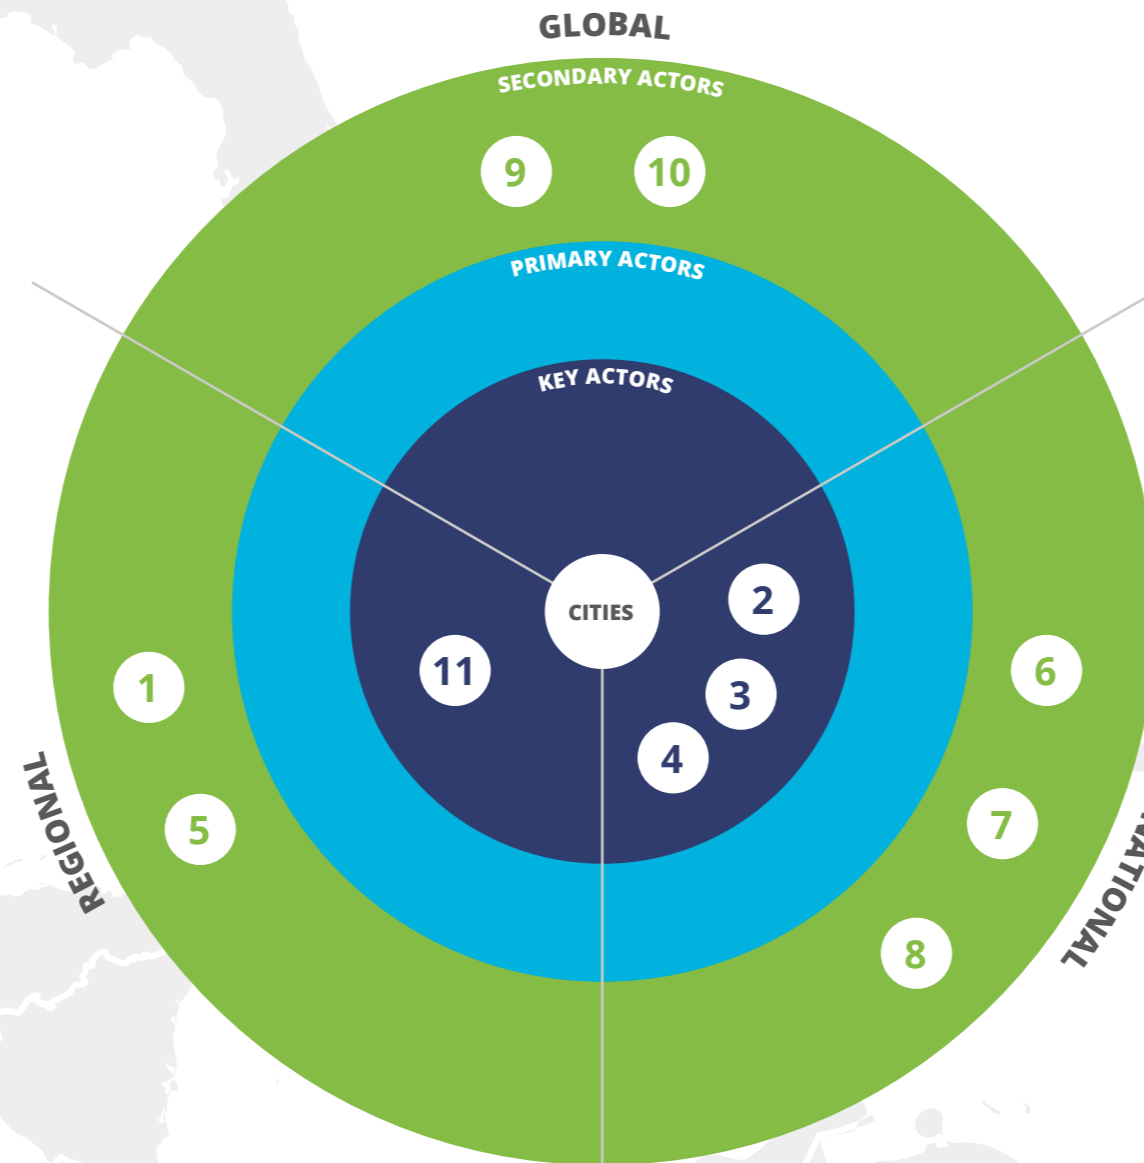 GLOBAL
SECONDARY ACTORS
9
10
PRIMARY ACTORS
KEY ACTORS
CITIES
2
11
3
4
1
5
6
7
8
REGIONAL
NATIONAL